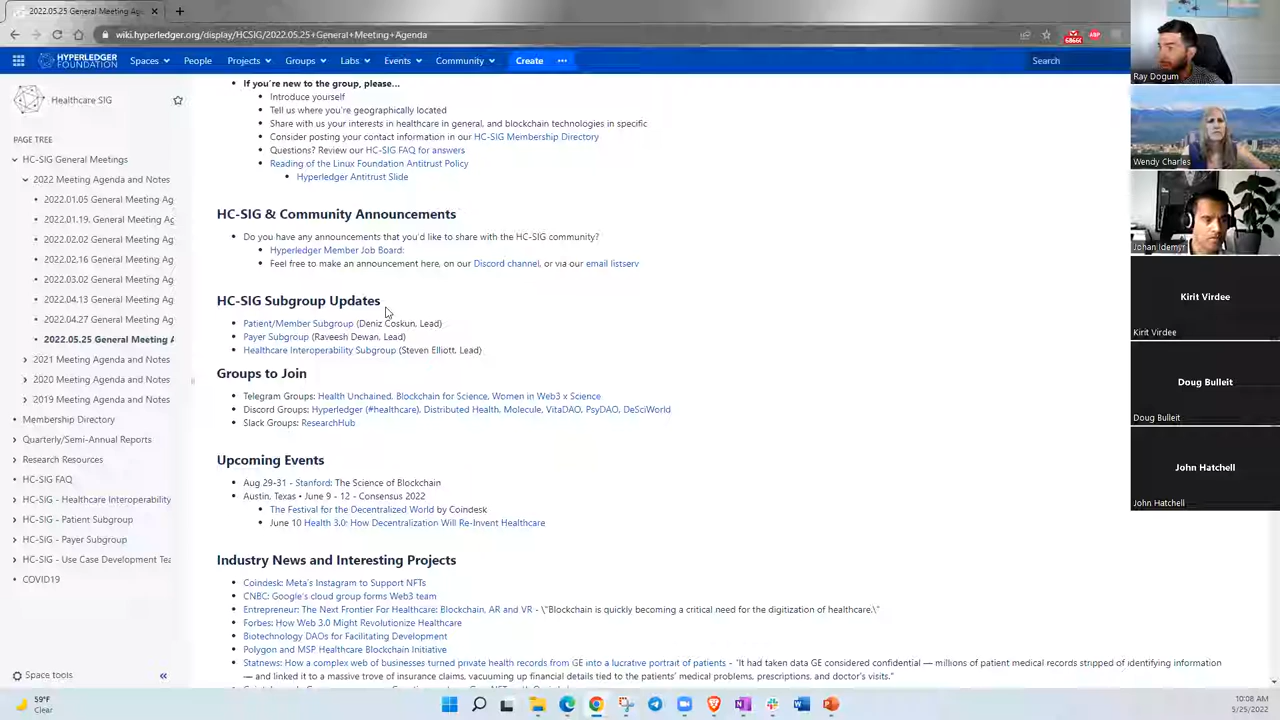 2022.05.25 General Meeting Ag
wiki.hyperledger.org/display/HCSIG/2022.05.25+General+Meeting+Agenda
HYPERLEDGER
FOUNDATION
Spaces People Projects Groups Labs Events Community Create Search
Healthcare SIG
PAGE TREE
HC-SIG General Meetings
2022 Meeting Agenda and Notes
2022.01.05 General Meeting Ag
2022.01.19. General Meeting Ag
2022.02.02 General Meeting Ag
2022.02.16 General Meeting Ag
2022.03.02 General Meeting Ag
2022.04.13 General Meeting Ag
2022.04.27 General Meeting Ag
2022.05.25 General Meeting A
2021 Meeting Agenda and Notes
2020 Meeting Agenda and Notes
2019 Meeting Agenda and Notes
Membership Directory
Quarterly/Semi-Annual Reports
Research Resources
HC-SIG FAQ
HC-SIG - Healthcare Interoperability
HC-SIG - Patient Subgroup
HC-SIG - Payer Subgroup
HC-SIG - Use Case Development Tea
COVID19
Space tools
If you're new to the group, please...
Introduce yourself
Tell us where you're geographically located
Share with us your interests in healthcare in general, and blockchain technologies in specific
Consider posting your contact information in our HC-SIG Membership Directory
Questions? Review our HC-SIG FAQ for answers
Reading of the Linux Foundation Antitrust Policy
Hyperledger Antitrust Slide
HC-SIG & Community Announcements
Do you have any announcements that you'd like to share with the HC-SIG community?
Hyperledger Member Job Board:
Feel free to make an announcement here, on our Discord channel, or via our email listserv
HC-SIG Subgroup Updates
Patient/Member Subgroup (Deniz Coskun, Lead)
Payer Subgroup (Raveesh Dewan, Lead)
Healthcare Interoperability Subgroup (Steven Elliott, Lead)
Groups to Join
Telegram Groups: Health Unchained, Blockchain for Science, Women in Web3 x Science
Discord Groups: Hyperledger (#healthcare), Distributed Health, Molecule, VitaDAO, PsyDAO, DeSciWorld
Slack Groups: ResearchHub
Upcoming Events
Aug 29-31 - Stanford: The Science of Blockchain
Austin, Texas • June 9 - 12 - Consensus 2022
The Festival for the Decentralized World by Coindesk
June 10 Health 3.0: How Decentralization Will Re-Invent Healthcare
Industry News and Interesting Projects
Coindesk: Meta's Instagram to Support NFTs
CNBC: Google's cloud group forms Web3 team
Entrepreneur: The Next Frontier For Healthcare: Blockchain, AR and VR - \"Blockchain is quickly becoming a critical need for the digitization of healthcare.\"
Forbes: How Web 3.0 Might Revolutionize Healthcare
Biotechnology DAOs for Facilitating Development
Polygon and MSP Healthcare Blockchain Initiative
Statnews: How a complex web of businesses turned private health records from GE into a lucrative portrait of patients - "It had taken data GE considered confidential — millions of patient medical records stripped of identifying information
— and linked it to a massive trove of insurance claims, vacuuming up financial details tied to the patients' medical problems, prescriptions, and doctor's visits."
Ray Dogum
Wendy Charles
Johan Idemyr
Kirit Virdee
Kirit Virdee
Doug Bulleit
Doug Bulleit
John Hatchell
John Hatchell
59°F
Clear
10:08 AM
5/25/2022